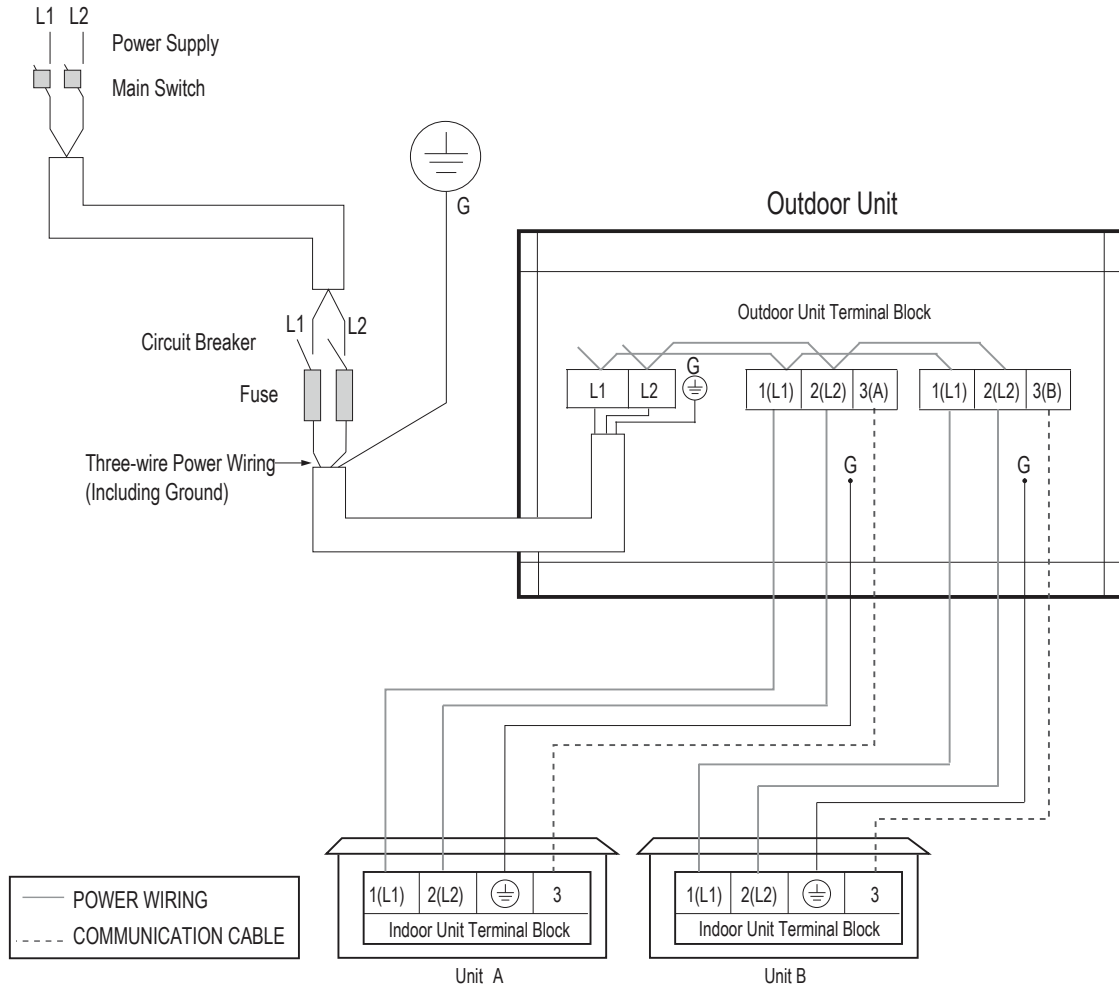 L1 L2
Power Supply
Main Switch
G
Outdoor Unit
Outdoor Unit Terminal Block
L1 L2
Circuit Breaker
Fuse
Three-wire Power Wiring
(Including Ground)
L1 L2 G
1(L1) 2(L2) 3(A)
1(L1) 2(L2) 3(B)
G
G
1(L1) 2(L2) 3
Indoor Unit Terminal Block
Unit A
1(L1) 2(L2) 3
Indoor Unit Terminal Block
Unit B
POWER WIRING
COMMUNICATION CABLE